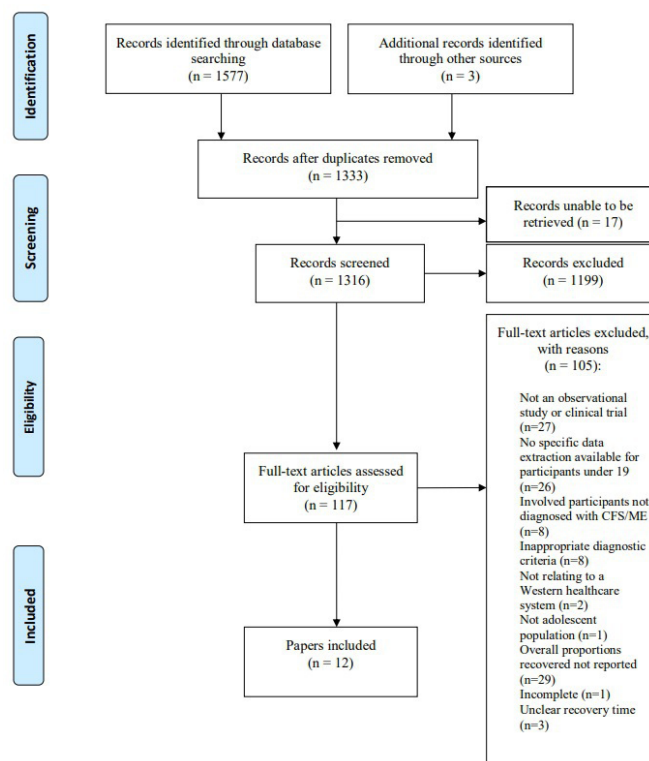 Identification
Records identified through database
searching
(n = 1577)
Additional records identified
through other sources
(n = 3)
Records after duplicates removed
(n = 1333)
Screening
Records unable to be
retrieved (n = 17)
Records screened
(n = 1316)
Records excluded
(n = 1199)
Eligibility
Full-text articles assessed
for eligibility
(n = 117)
Full-text articles excluded,
with reasons
(n = 105):
Not an observational
study or clinical trial
(n=27)
No specific data
extraction available for
participants under 19
(n=26)
Involved participants not
diagnosed with CFS/ME
(n=8)
Inappropriate diagnostic
criteria (n=8)
Not relating to a
Western healthcare
system (n=2)
Not adolescent
population (n=1)
Overall proportions
recovered not reported
(n=29)
Incomplete (n=1)
Unclear recovery time
(n=3)
Included
Papers included
(n = 12)